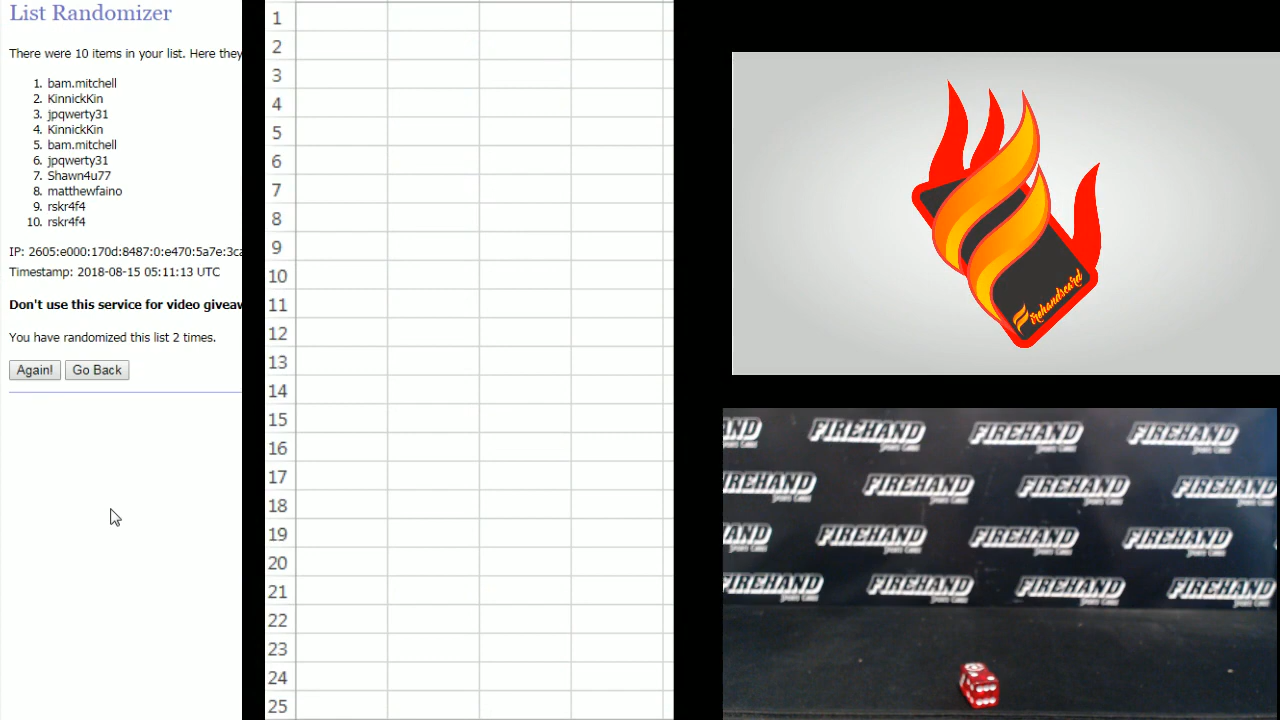 List Randomizer
There were 10 items in your list. Here they
1. bam.mitchell
2. KinnickKin
3. jpqwerty31
4. KinnickKin
5. bam.mitchell
6. jpqwerty31
7. Shawn4u77
8. matthewfaino
9. rskr4f4
10. rskr4f4
IP: 2605:e000:170d:8487:0:e470:5a7e:3ca
Timestamp: 2018-08-15 05:11:13 UTC
Don't use this service for video giveaw
You have randomized this list 2 times.
Again! Go Back
1
2
3
4
5
6
7
8
9
10
11
12
13
14
15
16
17
18
19
20
21
22
23
24
25
Firehandscard
AND FIREHAND FIREHAND FIREHAND
IREHAND FIREHAND FIREHAND FIREHAND
AND FIREHAND FIREHAND FIREHAND
FIREHAND FIREHAND FIREHAND FIREHAND